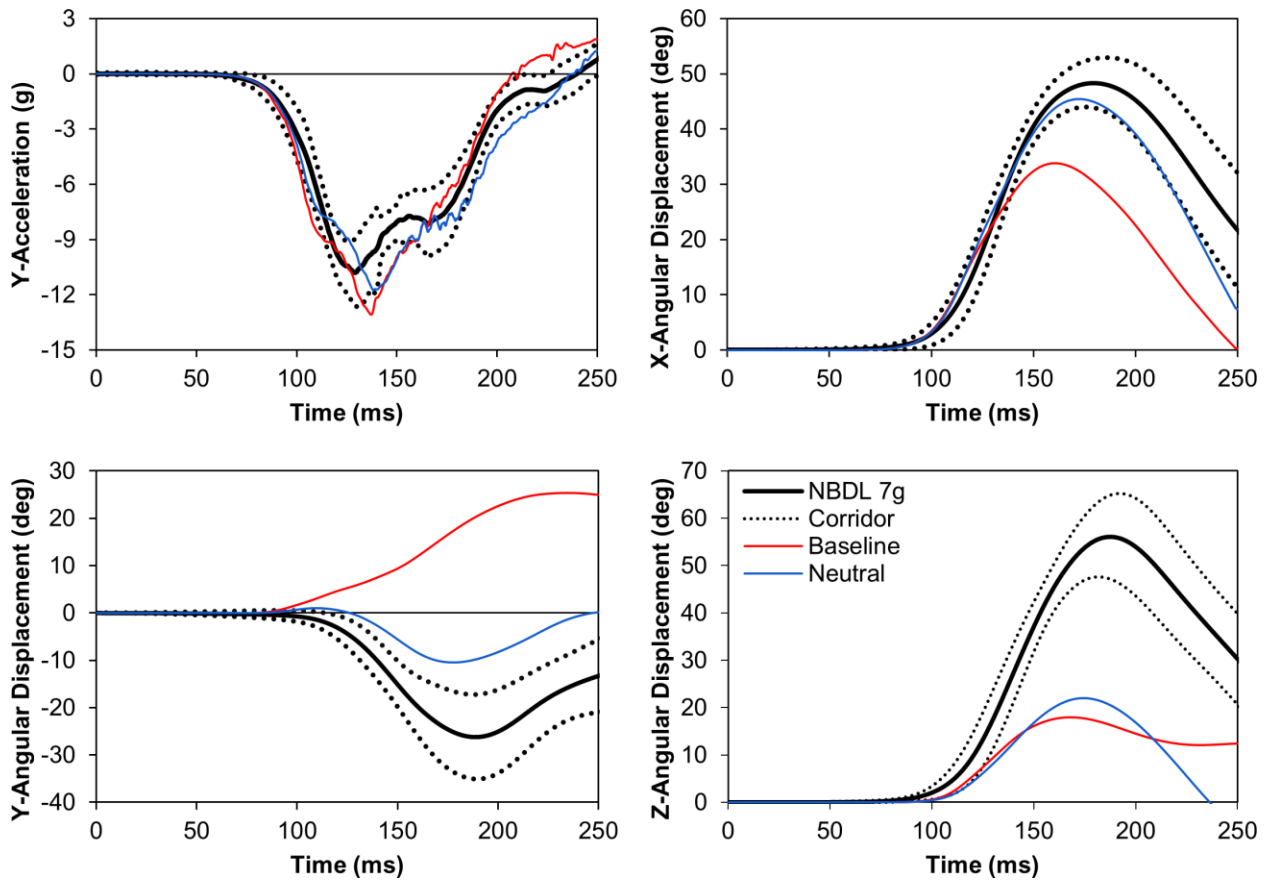 Y-Acceleration (g)
3
0
-3
-6
-9
-12
-15
0 50 100 150 200 250
Time (ms)
X-Angular Displacement (deg)
60
50
40
30
20
10
0
0 50 100 150 200 250
Time (ms)
Y-Angular Displacement (deg)
30
20
10
0
-10
-20
-30
-40
0 50 100 150 200 250
Time (ms)
Z-Angular Displacement (deg)
70
60
50
40
30
20
10
0
NBDL 7g
Corridor
Baseline
Neutral
0 50 100 150 200 250
Time (ms)